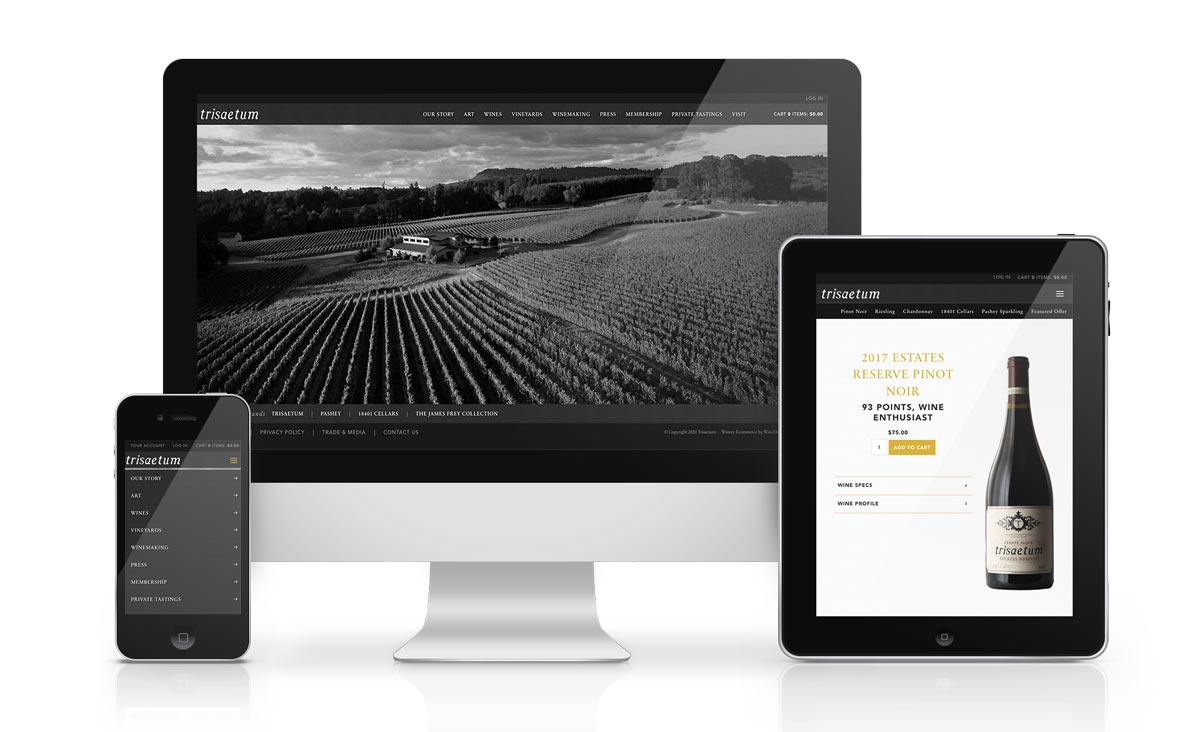 LOG IN
trisaetum
OUR STORY ART WINES VINEYARDS WINEMAKING PRESS MEMBERSHIP PRIVATE TASTINGS VISIT
CART 0 ITEMS: $0.00
TRISAETUM | PASHEY | 18401 CELLARS | THE JAMES FREY COLLECTION
PRIVACY POLICY | TRADE & MEDIA | CONTACT US
© Copyright 2020 Trisaetum - Winery Ecommerce by
YOUR ACCOUNT LOG IN CART 0 ITEMS: $0.00
trisaetum
OUR STORY
ART
WINES
VINEYARDS
WINEMAKING
PRESS
MEMBERSHIP
PRIVATE TASTINGS
LOG IN CART 0 ITEMS: $0.00
trisaetum
Pinot Noir Riesling Chardonnay 18401 Cellars Pashey Sparkling Featured Offer
2017 ESTATES
RESERVE PINOT
NOIR
93 POINTS, WINE
ENTHUSIAST
$75.00
1 ADD TO CART
WINE SPECS +
WINE PROFILE +
PINOT NOIR
trisaetum
ESTATES RESERVE